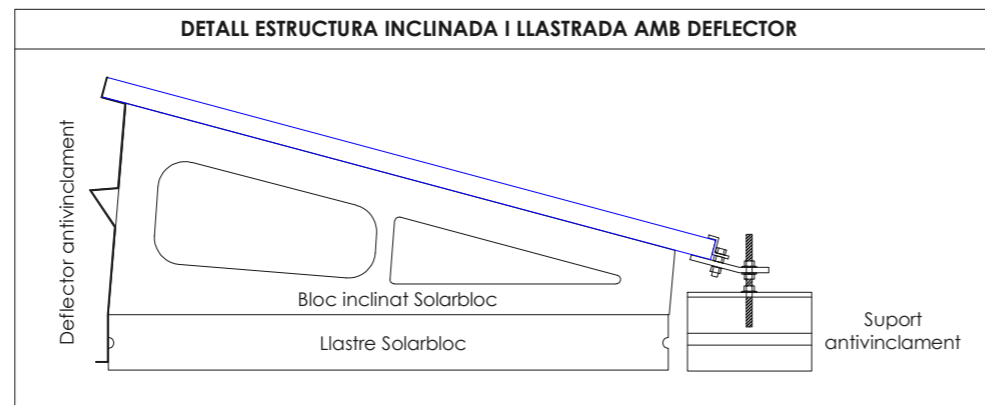 DETALL ESTRUCTURA INCLINADA I LLASTRADA AMB DEFLECTOR
Deflector antivinclament
Bloc inclinat Solarbloc
Llastre Solarbloc
Suport
antivinclament